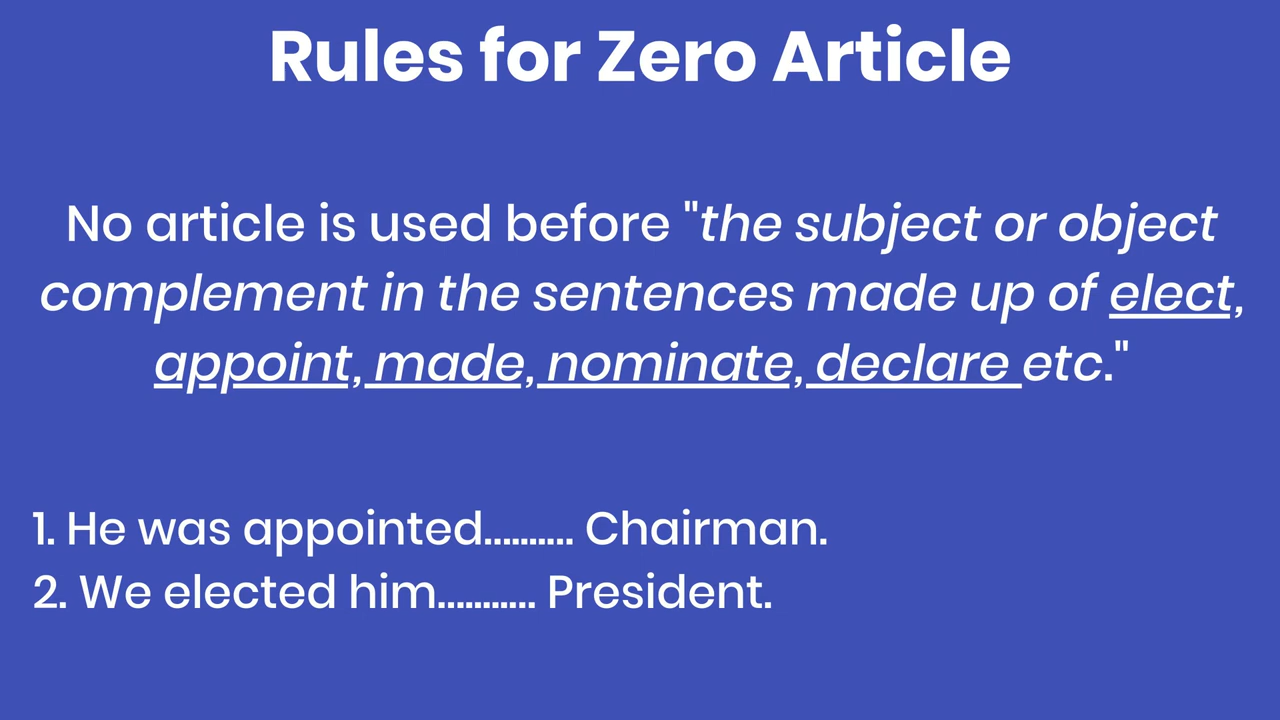 Rules for Zero Article
No article is used before "the subject or object
complement in the sentences made up of elect,
appoint, made, nominate, declare etc."
1. He was appointed.......... Chairman.
2. We elected him........... President.